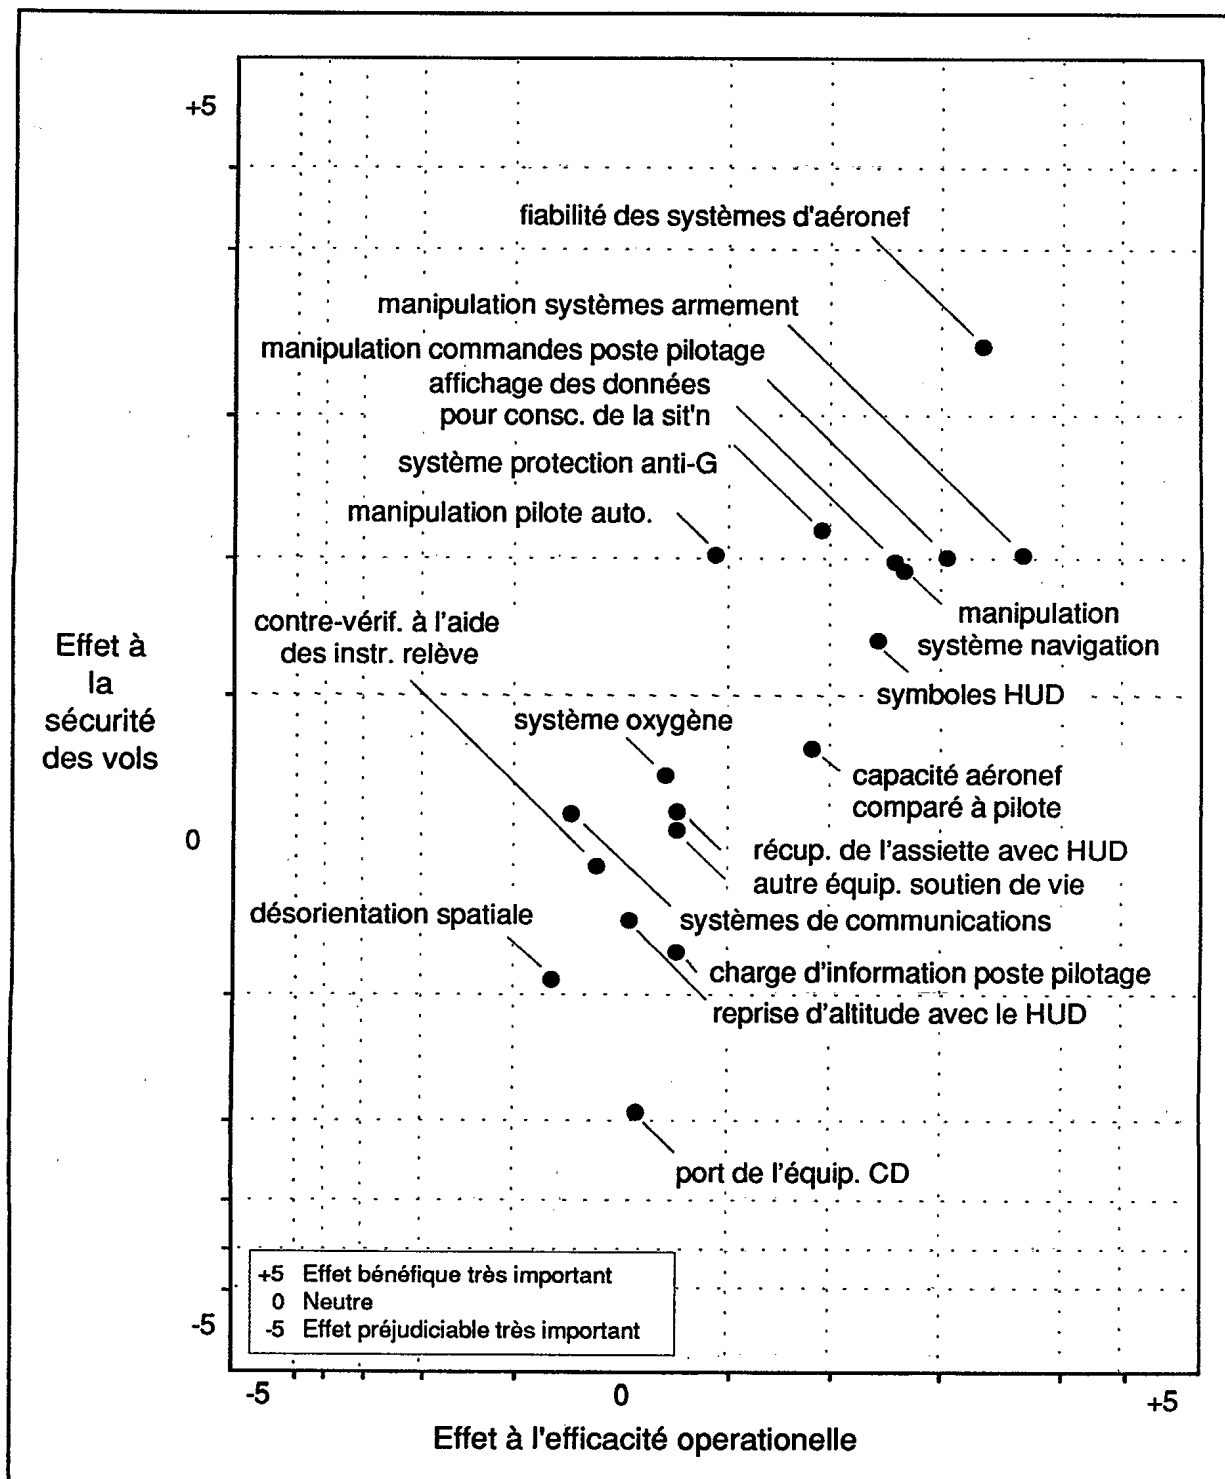 +5
fiabilité des systèmes d'aéronef
manipulation systèmes armement
manipulation commandes poste pilotage
affichage des données
pour consc. de la sit'n
système protection anti-G
manipulation pilote auto.
contre-vérif. à l'aide
des instr. relève
manipulation
système navigation
Effet à
la
sécurité
des vols
symboles HUD
système oxygène
capacité aéronef
comparé à pilote
0
récup. de l'assiette avec HUD
autre équip. soutien de vie
désorientation spatiale
systèmes de communications
charge d'information poste pilotage
reprise d'altitude avec le HUD
port de l'équip. CD
+5 Effet bénéfique très important
0 Neutre
-5 Effet préjudiciable très important
-5
-5
0
+5
Effet à l'efficacité operationelle